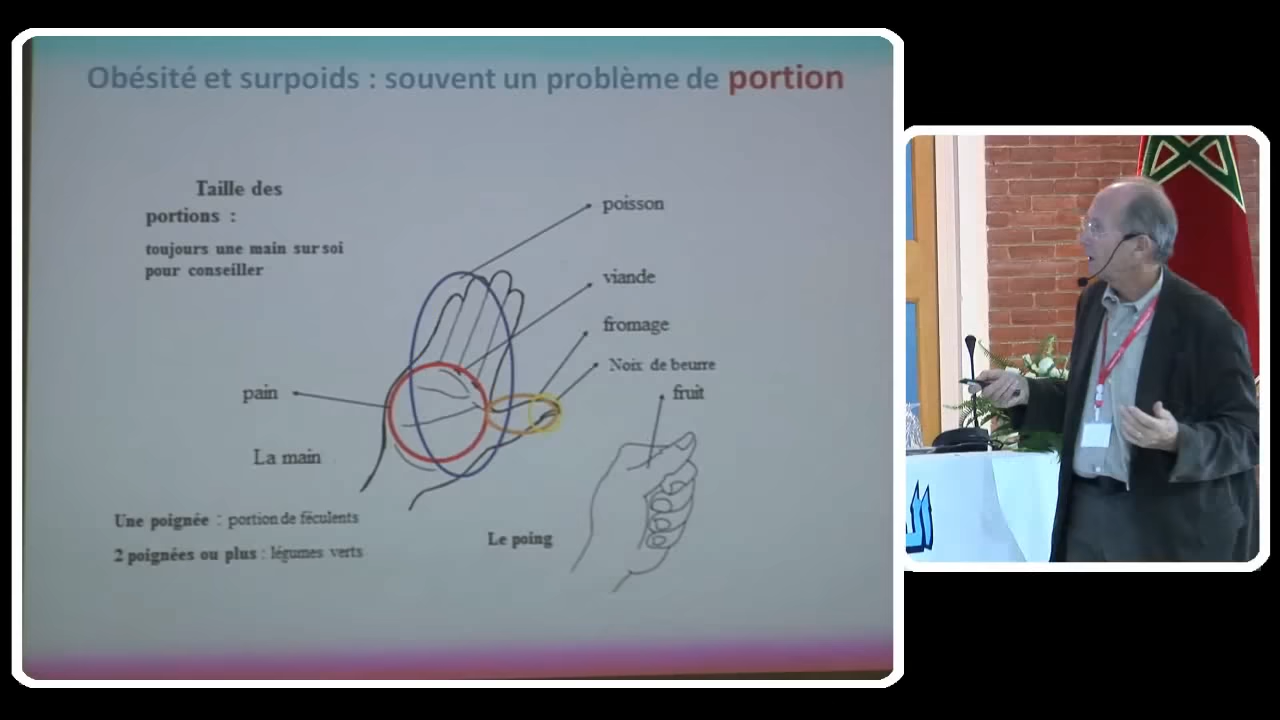 Obésité et surpoids : souvent un problème de portion
Taille des
portions :
toujours une main sur soi
pour conseiller
poisson
viande
fromage
Noix de beurre
fruit
pain
La main
Une poignée : portion de féculents
2 poignées ou plus : légumes verts
Le poing